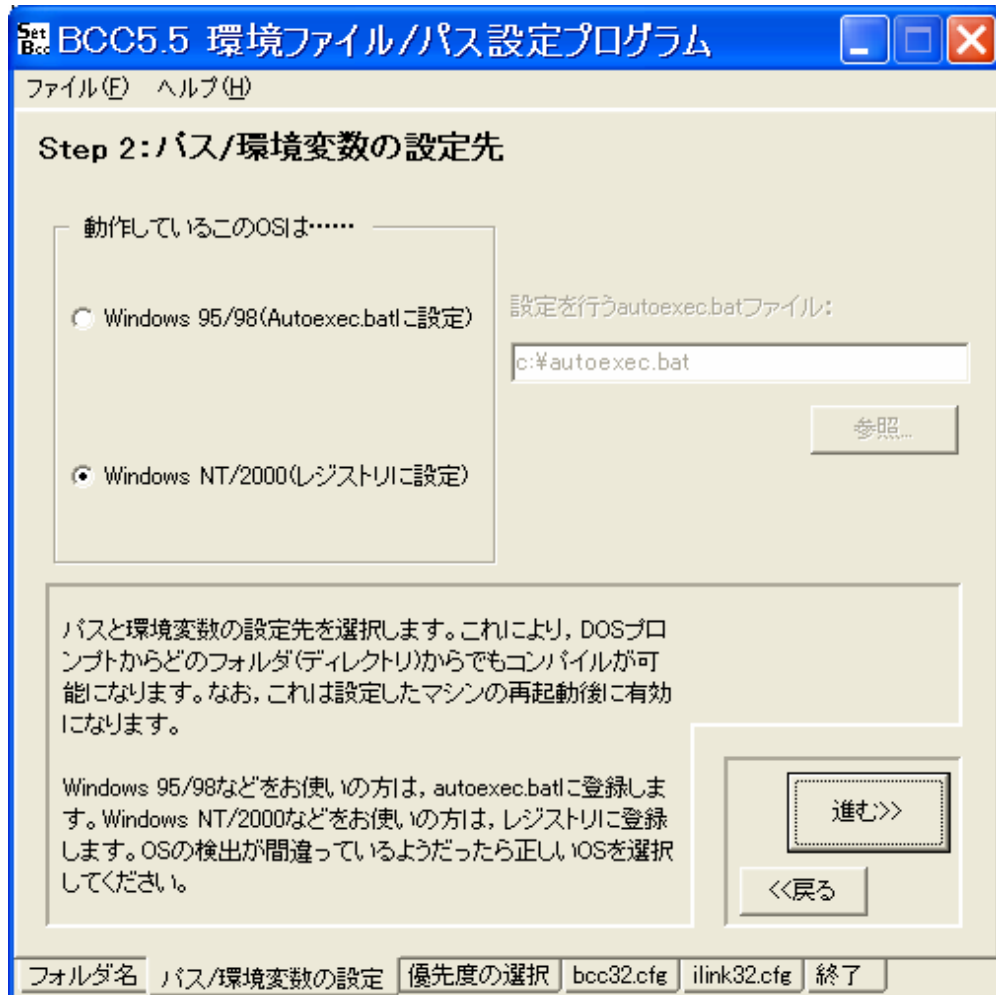 Set Bcc BCC5.5 環境ファイル/パス設定プログラム
ファイル(F) ヘルプ(H)
Step 2:パス/環境変数の設定先
動作しているこのOSは……
Windows 95/98(Autoexec.batに設定)
Windows NT/2000(レジストリに設定)
設定を行うautoexec.batファイル:
c:¥autoexec.bat
参照...
パスと環境変数の設定先を選択します。これにより，DOSプロ
ンプトからどのフォルダ(ディレクトリ)からでもコンパイルが可
能になります。なお，これは設定したマシンの再起動後に有効
になります。
Windows 95/98などをお使いの方は，autoexec.batに登録しま
す。Windows NT/2000などをお使いの方は，レジストリに登録
します。OSの検出が間違っているようだったら正しいOSを選択
してください。
進む>>
<<戻る
フォルダ名 パス/環境変数の設定 優先度の選択 bcc32.cfg ilink32.cfg 終了